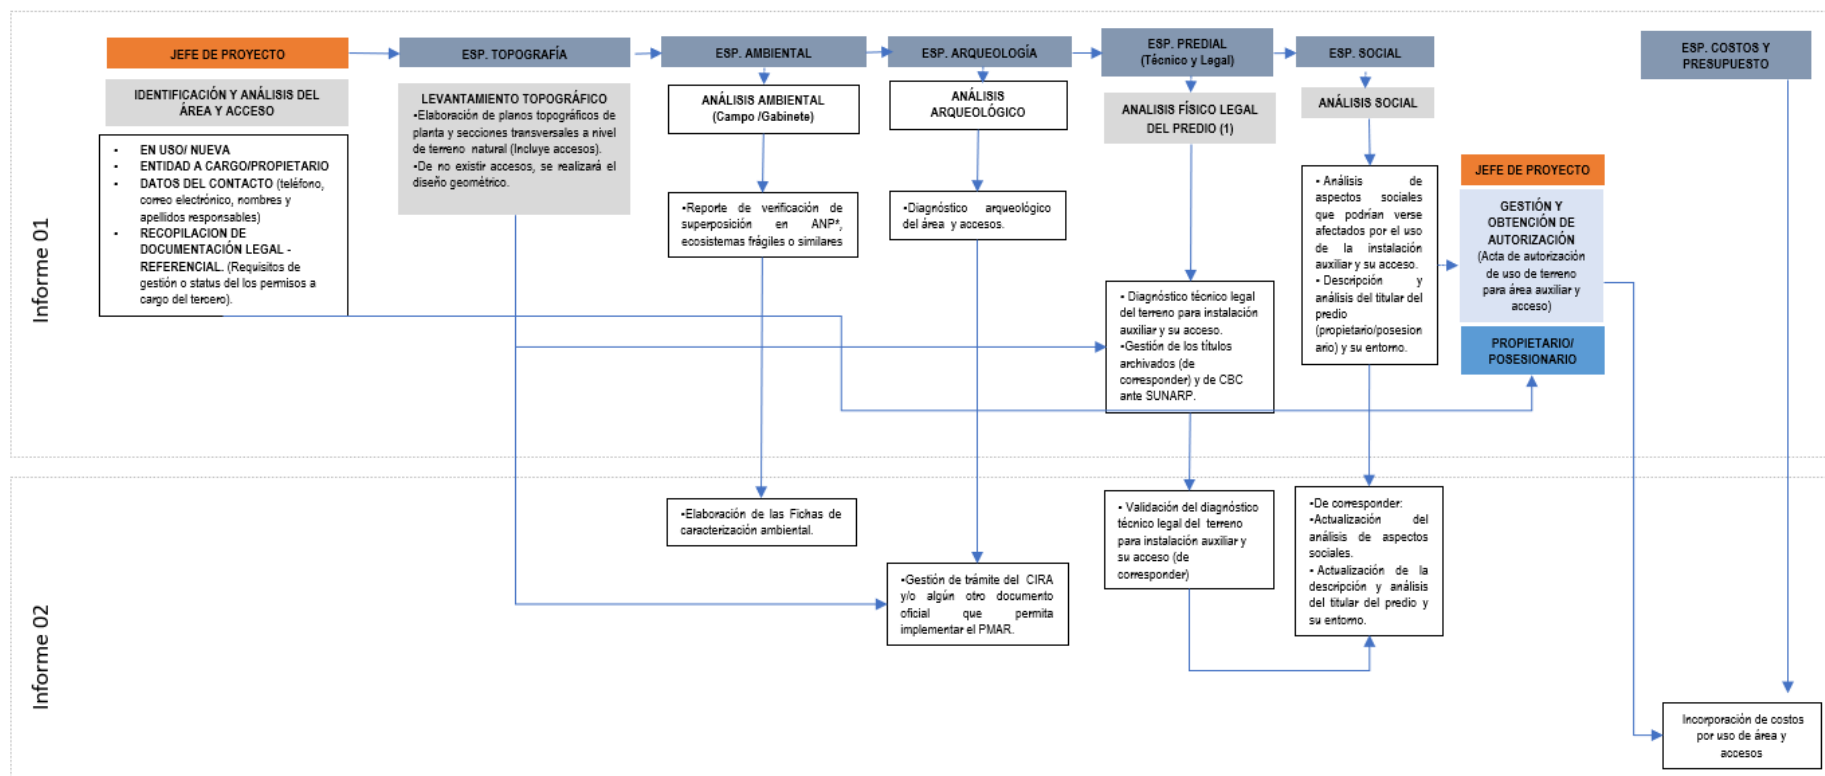 Informe 01
JEFE DE PROYECTO
IDENTIFICACIÓN Y ANÁLISIS DEL
ÁREA Y ACCESO
▪ EN USO/ NUEVA
▪ ENTIDAD A CARGO/PROPIETARIO
▪ DATOS DEL CONTACTO (teléfono,
correo electrónico, nombres y
apellidos responsables)
▪ RECOPILACION DE
DOCUMENTACIÓN LEGAL -
REFERENCIAL. (Requisitos de
gestión o status del los permisos a
cargo del tercero).
ESP. TOPOGRAFÍA
LEVANTAMIENTO TOPOGRÁFICO
▪Elaboración de planos topográficos de
planta y secciones transversales a nivel
de terreno natural (Incluye accesos).
▪De no existir accesos, se realizará el
diseño geométrico.
ESP. AMBIENTAL
ANÁLISIS AMBIENTAL
(Campo /Gabinete)
▪Reporte de verificación de
superposición en ANP*,
ecosistemas frágiles o similares
ESP. ARQUEOLOGÍA
ANÁLISIS
ARQUEOLÓGICO
▪Diagnóstico arqueológico
del área y accesos.
ESP. PREDIAL
(Técnico y Legal)
ANALISIS FÍSICO LEGAL
DEL PREDIO (1)
▪ Diagnóstico técnico legal
del terreno para instalación
auxiliar y su acceso.
▪ Gestión de los títulos
archivados (de
corresponder) y de CBC
ante SUNARP.
ESP. SOCIAL
ANÁLISIS SOCIAL
▪ Análisis de
aspectos sociales
que podrían verse
afectados por el uso
de la instalación
auxiliar y su acceso.
▪ Descripción y
análisis del titular del
predio
(propietario/posesion
ario) y su entorno.
JEFE DE PROYECTO
GESTIÓN Y
OBTENCIÓN DE
AUTORIZACIÓN
(Acta de autorización
de uso de terreno
para área auxiliar y
acceso)
PROPIETARIO/
POSESIONARIO
ESP. COSTOS Y
PRESUPUESTO
Informe 02
▪Elaboración de las Fichas de
caracterización ambiental.
▪Gestión de trámite del CIRA
y/o algún otro documento
oficial que permita
implementar el PMAR.
▪ Validación del diagnóstico
técnico legal del terreno
para instalación auxiliar y
su acceso (de
corresponder)
▪De corresponder:
▪Actualización del
análisis de aspectos
sociales.
▪ Actualización de la
descripción y análisis
del titular del predio y
su entorno.
Incorporación de costos
por uso de área y
accesos